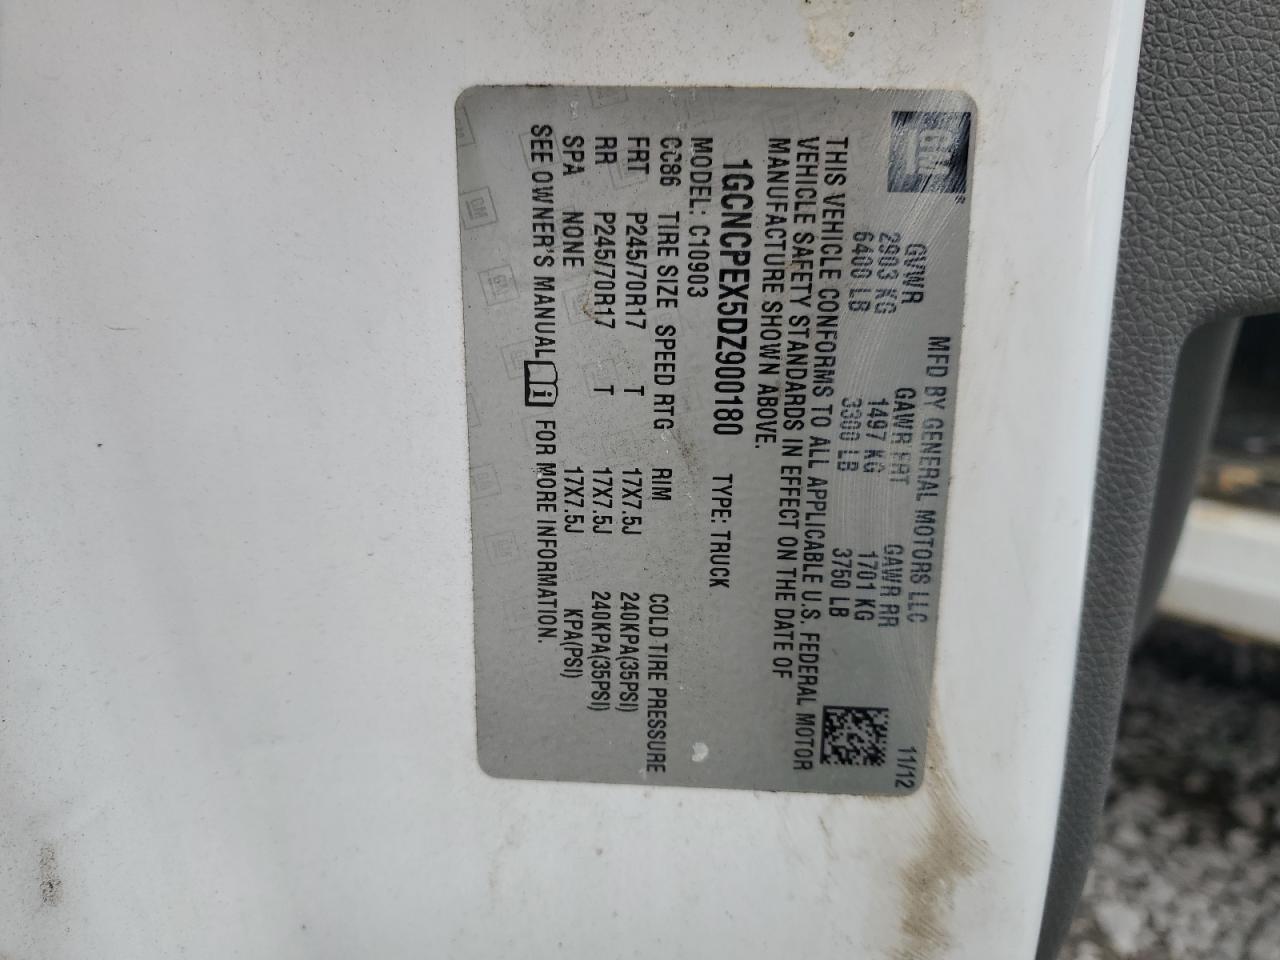 GM
MFD BY GENERAL MOTORS LLC 11/12
GVWR GAWR FRT GAWR RR
2903 KG 1497 KG 1701 KG
6400 LB 3300 LB 3750 LB
THIS VEHICLE CONFORMS TO ALL APPLICABLE U.S. FEDERAL MOTOR
VEHICLE SAFETY STANDARDS IN EFFECT ON THE DATE OF
MANUFACTURE SHOWN ABOVE.
1GCNCPEX5DZ900180 TYPE: TRUCK
MODEL: C10903
CC86 TIRE SIZE SPEED RTG RIM COLD TIRE PRESSURE
FRT P245/70R17 T 17X7.5J 240KPA(35PSI)
RR P245/70R17 T 17X7.5J 240KPA(35PSI)
SPA NONE 17X7.5J KPA(PSI)
SEE OWNER'S MANUAL i FOR MORE INFORMATION.